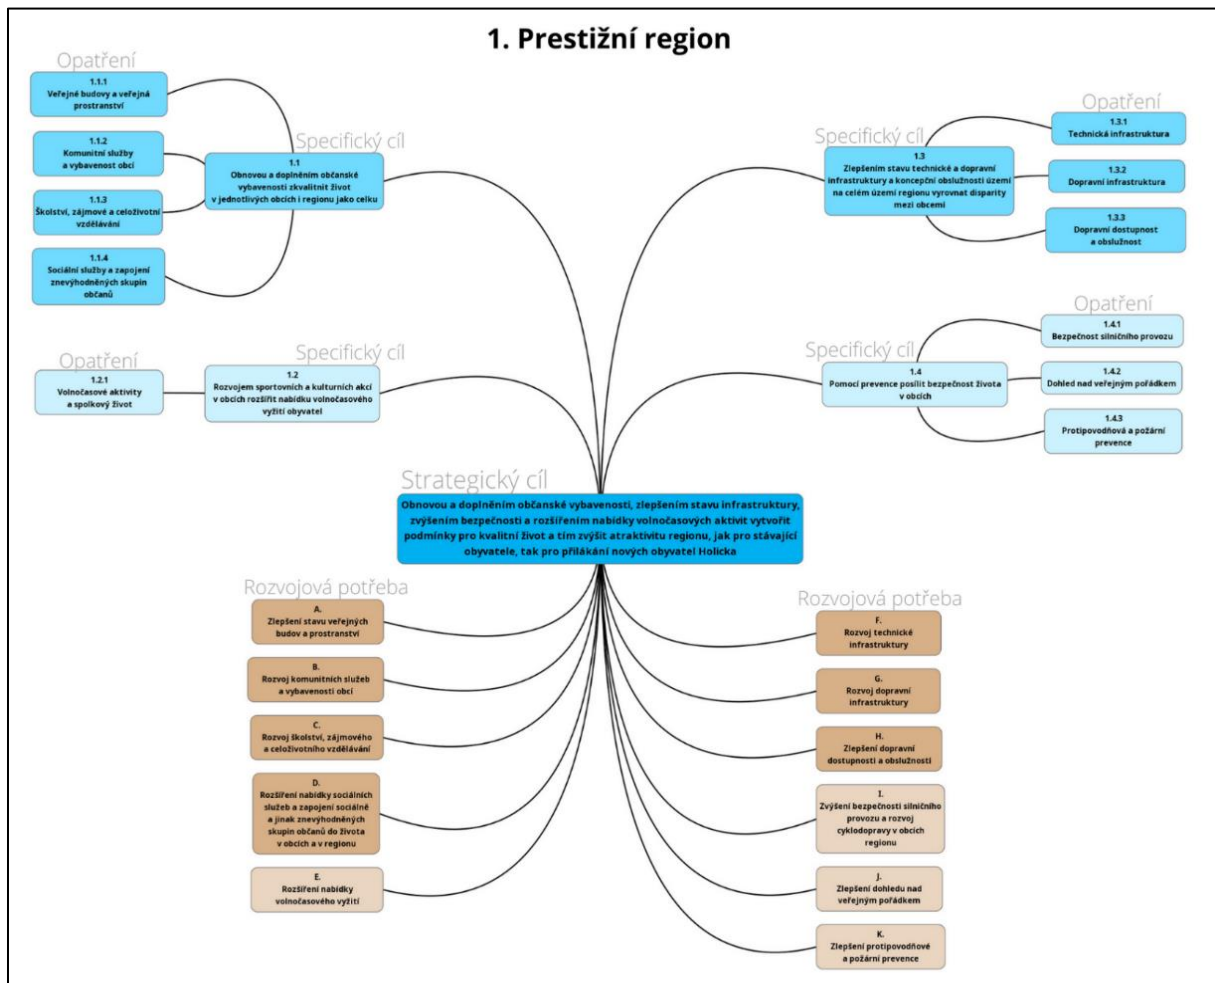 1. Prestižní region
Opatření
1.1.1
Veřejné budovy a veřejná
prostranství
1.1.2
Komunitní služby
a vybavenost obcí
1.1.3
Školství, zájmové a celoživotní
vzdělávání
1.1.4
Sociální služby a zapojení
znevýhodněných skupin
občanů
Specifický cíl
1.1
Obnovou a doplněním občanské
vybavenosti zkvalitnit život
v jednotlivých obcích i regionu jako celku
Opatření
1.2.1
Volnočasové aktivity
a spolkový život
Specifický cíl
1.2
Rozvojem sportovních a kulturních akcí
v obcích rozšířit nabídku volnočasového
vyžití obyvatel
Specifický cíl
1.3
Zlepšením stavu technické a dopravní
infrastruktury a koncepční obslužnosti území
na celém území regionu vyrovnat disparity
mezi obcemi
Opatření
1.3.1
Technická infrastruktura
1.3.2
Dopravní infrastruktura
1.3.3
Dopravní dostupnost
a obslužnost
Specifický cíl
1.4
Pomocí prevence posílit bezpečnost života
v obcích
Opatření
1.4.1
Bezpečnost silničního provozu
1.4.2
Dohled nad veřejným pořádkem
1.4.3
Protipovodňová a požární
prevence
Strategický cíl
Obnovou a doplněním občanské vybavenosti, zlepšením stavu infrastruktury,
zvýšením bezpečnosti a rozšířením nabídky volnočasových aktivit vytvořit
podmínky pro kvalitní život a tím zvýšit atraktivitu regionu, jak pro stávající
obyvatele, tak pro přilákání nových obyvatel Holicka
Rozvojová potřeba
A.
Zlepšení stavu veřejných
budov a prostranství
B.
Rozvoj komunitních služeb
a vybavenosti obcí
C.
Rozvoj školství, zájmového
a celoživotního vzdělávání
D.
Rozšíření nabídky sociálních
služeb a zapojení sociálně
a jinak znevýhodněných
skupin občanů do života
v obcích a v regionu
E.
Rozšíření nabídky
volnočasového vyžití
Rozvojová potřeba
F.
Rozvoj technické
infrastruktury
G.
Rozvoj dopravní
infrastruktury
H.
Zlepšení dopravní
dostupnosti a obslužnosti
I.
Zvýšení bezpečnosti silničního
provozu a rozvoj
cyklodopravy v obcích
regionu
J.
Zlepšení dohledu nad
veřejným pořádkem
K.
Zlepšení protipovodňové
a požární prevence